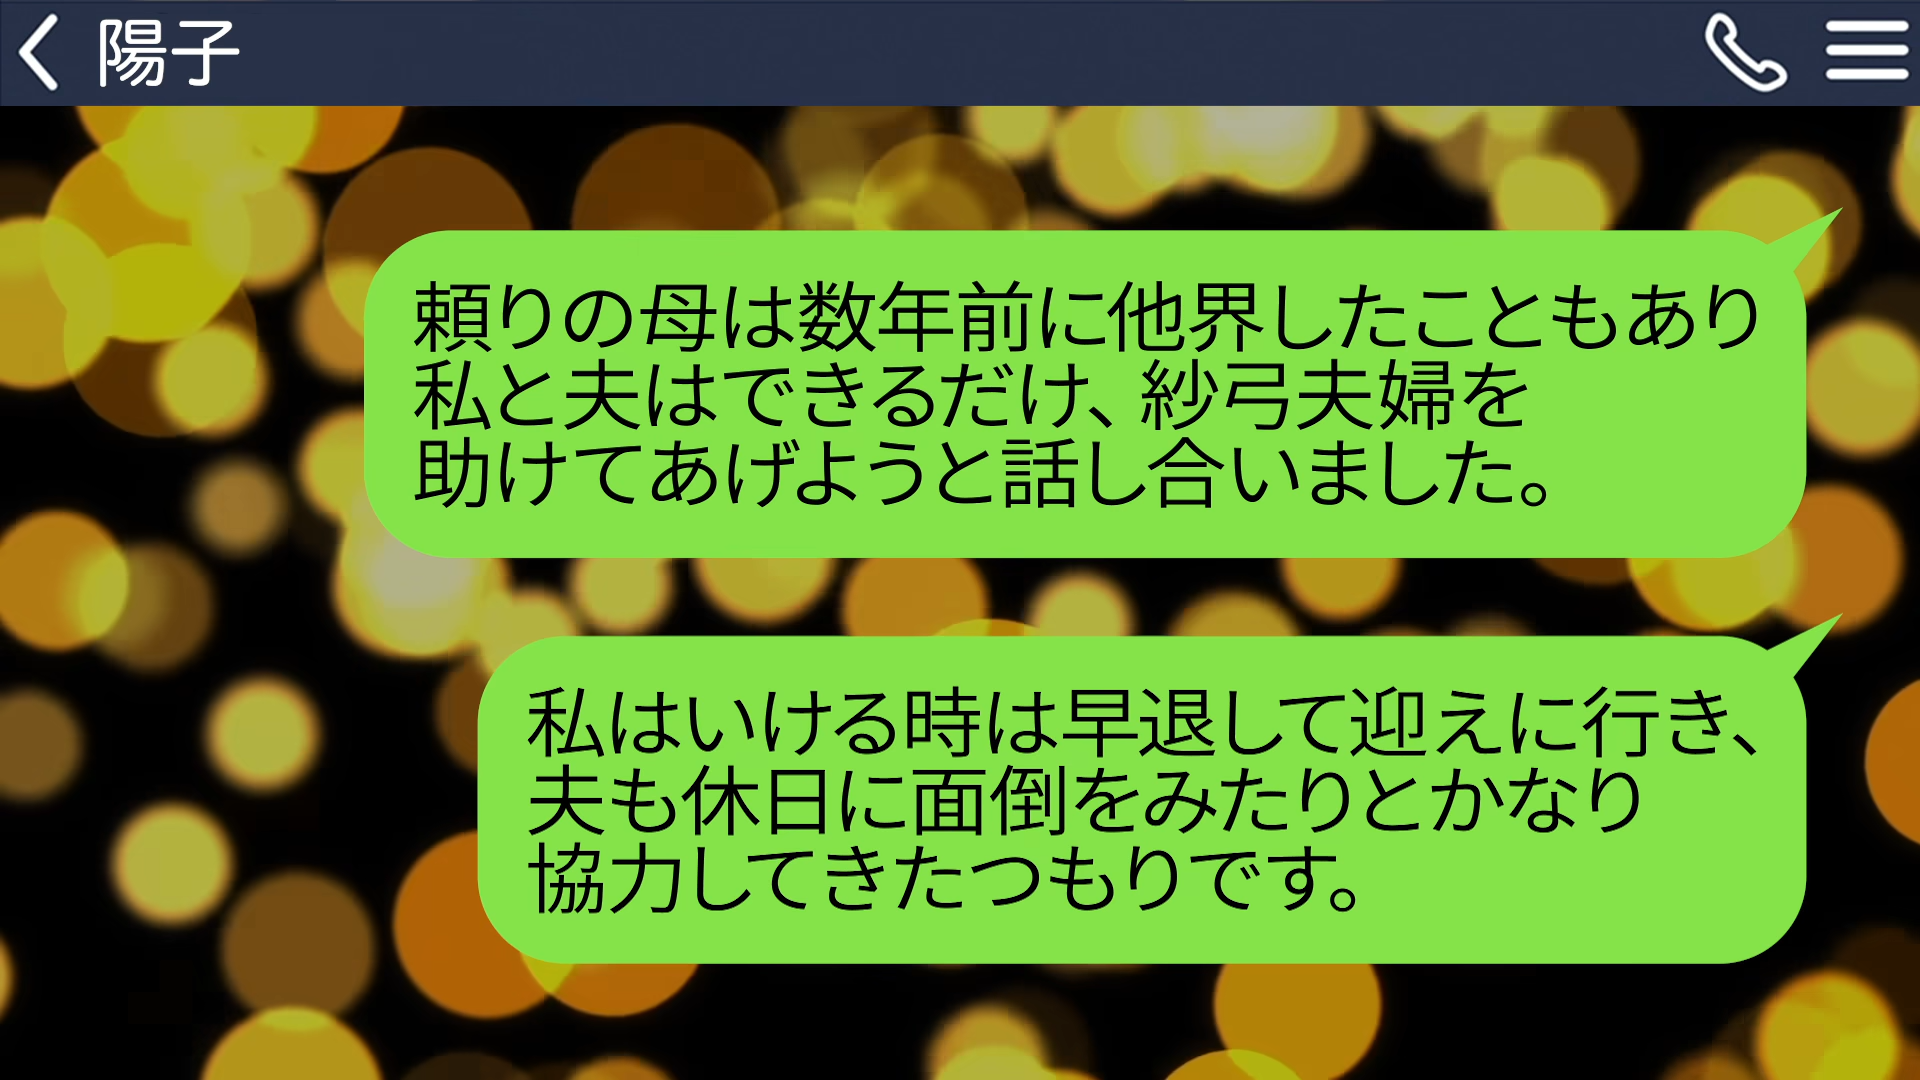 陽子
頼りの母は数年前に他界したこともあり
私と夫はできるだけ、紗弓夫婦を
助けてあげようと話し合いました。
私はいける時は早退して迎えに行き、
夫も休日に面倒をみたりとかなり
協力してきたつもりです。